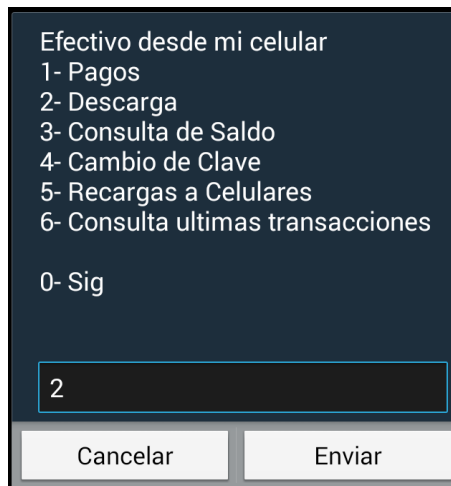 Efectivo desde mi celular
1- Pagos
2- Descarga
3- Consulta de Saldo
4- Cambio de Clave
5- Recargas a Celulares
6- Consulta ultimas transacciones
0- Sig
2
Cancelar
Enviar